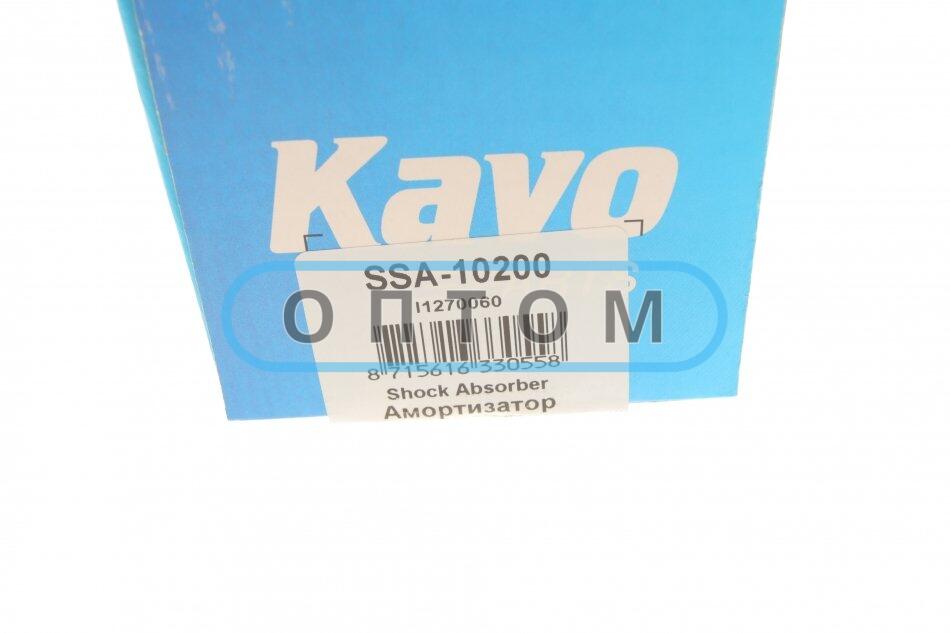 Kavo
SSA-10200
I1270060
ОПТОМ
8 715616 330558
Shock Absorber
Амортизатор